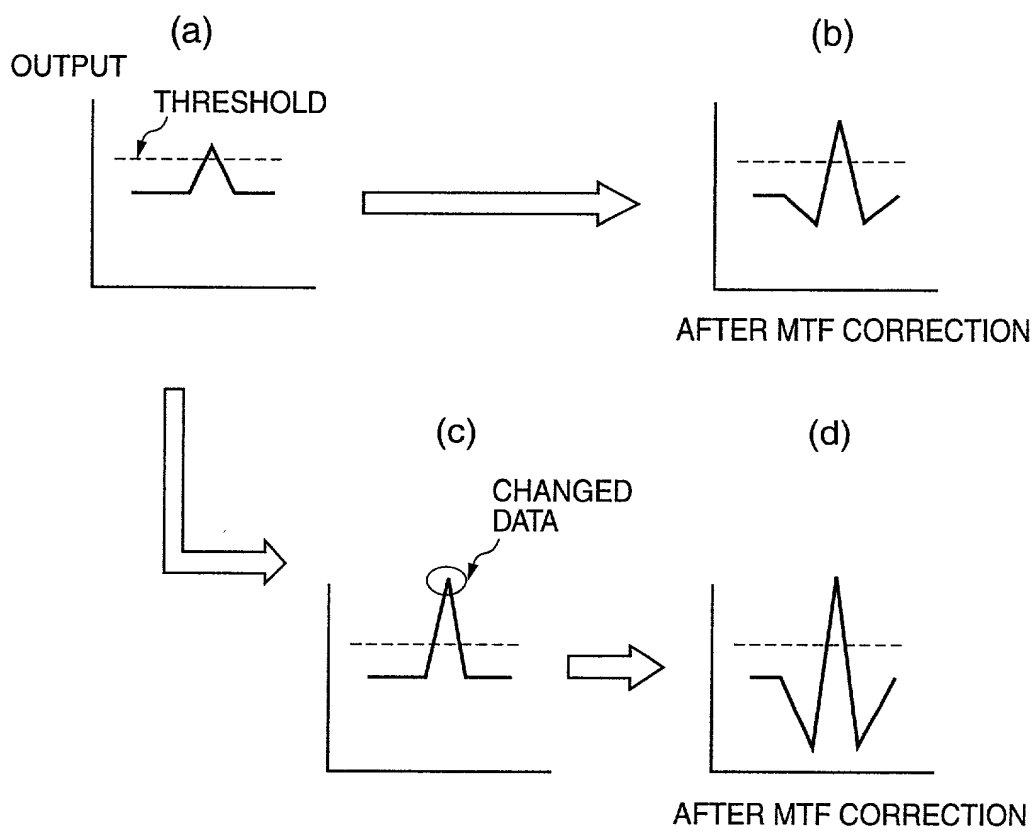 (a)
OUTPUT
THRESHOLD
(b)
AFTER MTF CORRECTION
(c)
CHANGED
DATA
(d)
AFTER MTF CORRECTION